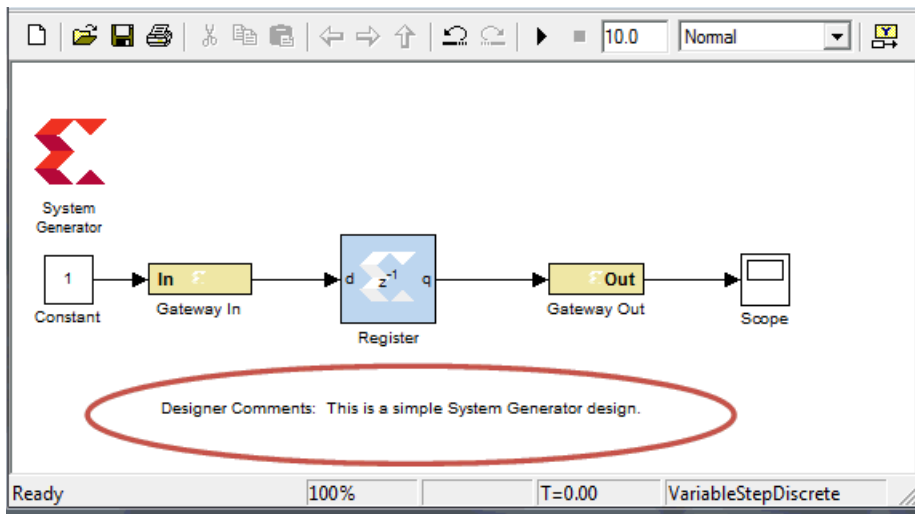 10.0 Normal
System
Generator
1
Constant
In
Gateway In
d z-1 q
Register
Out
Gateway Out
Scope
Designer Comments: This is a simple System Generator design.
Ready 100% T=0.00 VariableStepDiscrete